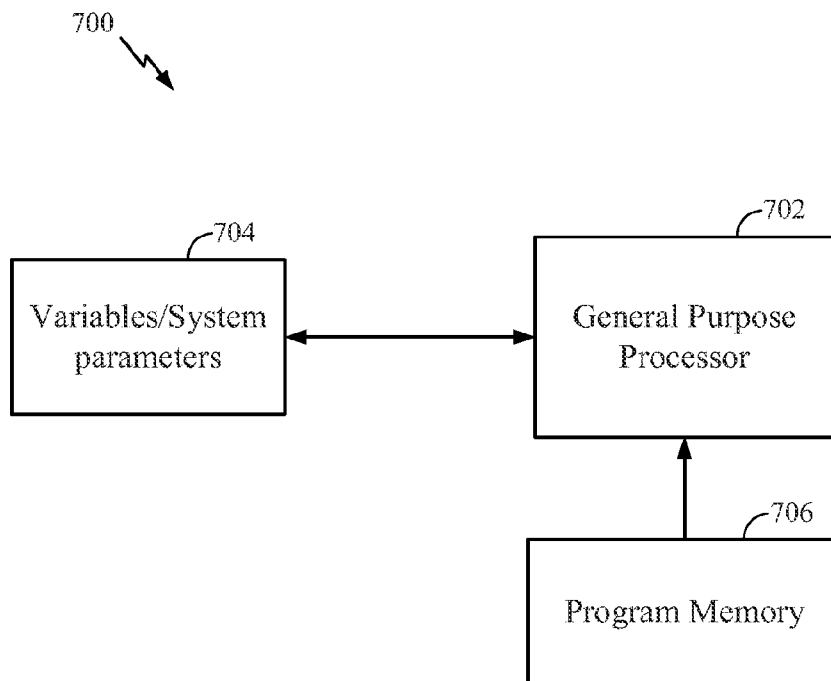 700
704
702
Variables/System
parameters
General Purpose
Processor
706
Program Memory